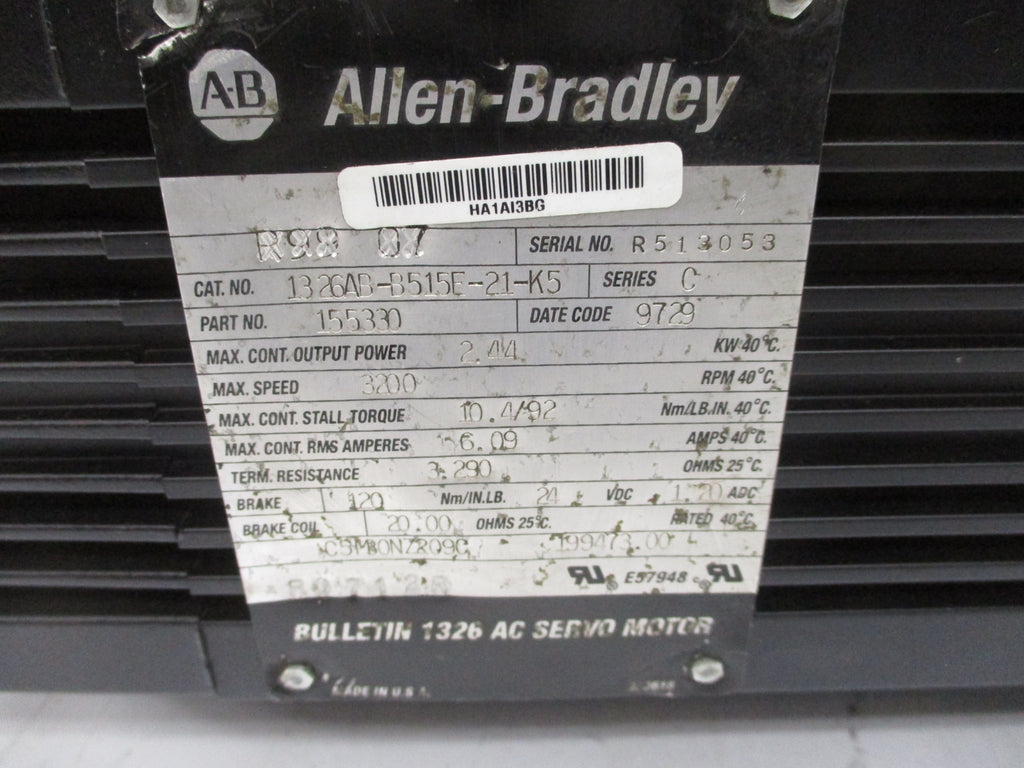 A·B Allen-Bradley
HA1AI3BG
SERIAL NO. R513053
CAT. NO. 1326AB-B515E-21-K5 SERIES C
PART NO. 155330 DATE CODE 9729
MAX. CONT. OUTPUT POWER 2.44 KW 40°C.
MAX. SPEED 3200 RPM 40°C.
MAX. CONT. STALL TORQUE 10.4/92 Nm/LB.IN. 40°C.
MAX. CONT. RMS AMPERES 6.09 AMPS 40°C.
TERM. RESISTANCE 3.290 OHMS 25°C.
BRAKE 120 Nm/IN.LB. 24 VDC 1.20 ADC
BRAKE COIL 20.00 OHMS 25°C. RATED 40°C.
199473.00
RU E57948 RU
BULLETIN 1326 AC SERVO MOTOR
MADE IN U.S.A.